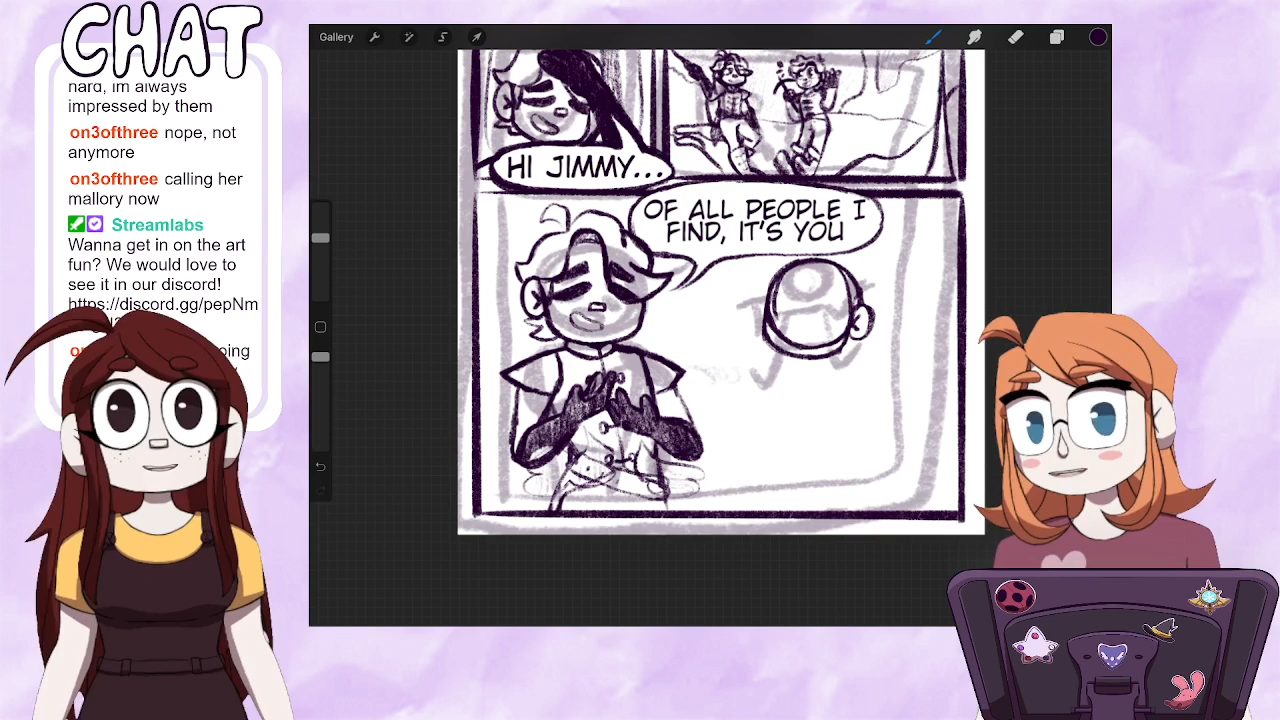 CHAT
hard, im always
impressed by them
on3ofthree nope, not
anymore
on3ofthree calling her
mallory now
Streamlabs
Wanna get in on the art
fun? We would love to
see it in our discord!
https://discord.gg/pepNm
Gallery
HI JIMMY...
OF ALL PEOPLE I
FIND, IT'S YOU